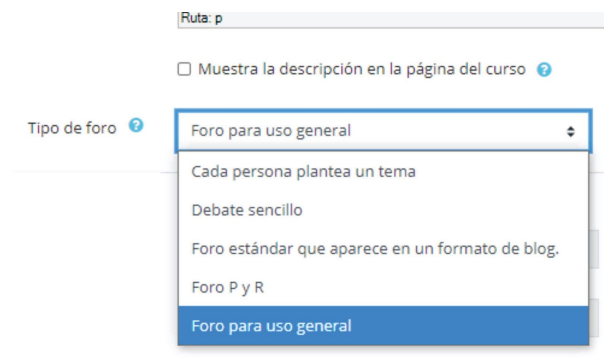 Ruta: p
Muestra la descripción en la página del curso
Tipo de foro
Foro para uso general
Cada persona plantea un tema
Debate sencillo
Foro estándar que aparece en un formato de blog.
Foro P y R
Foro para uso general